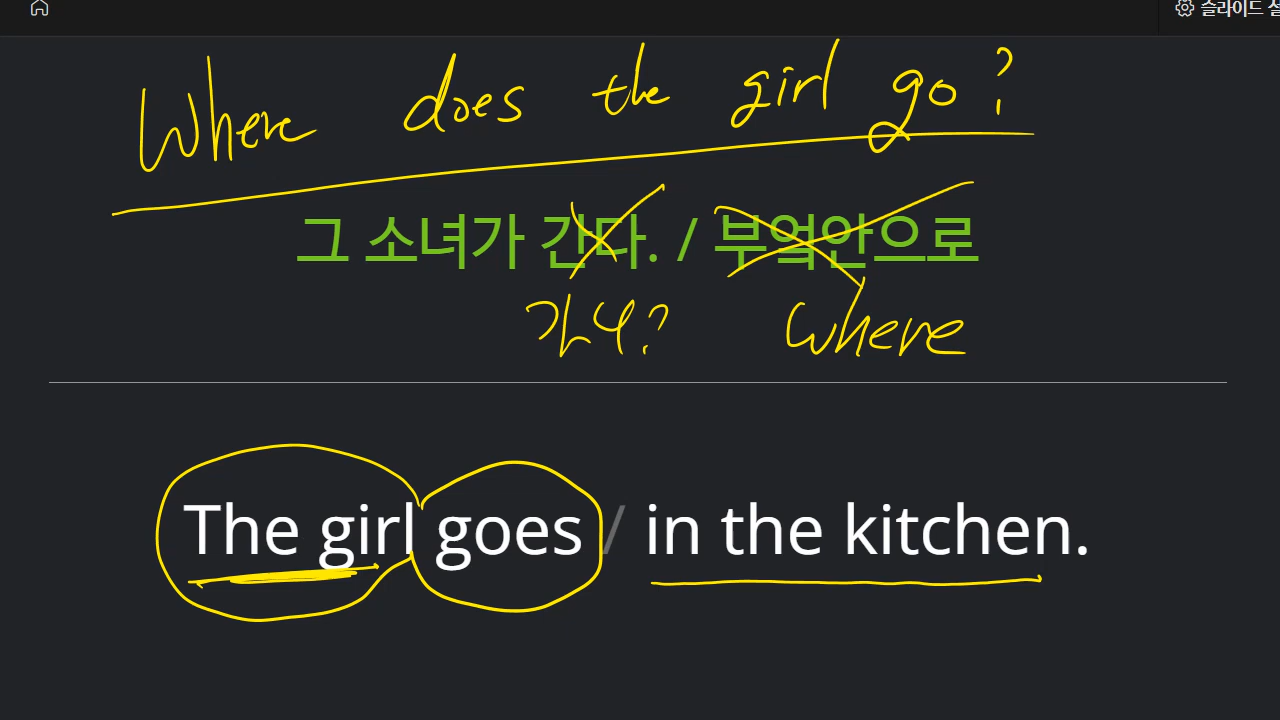 슬라이드 설
Where does the girl go?
그 소녀가 간다. / 부엌안으로
가니? where
The girl goes / in the kitchen.